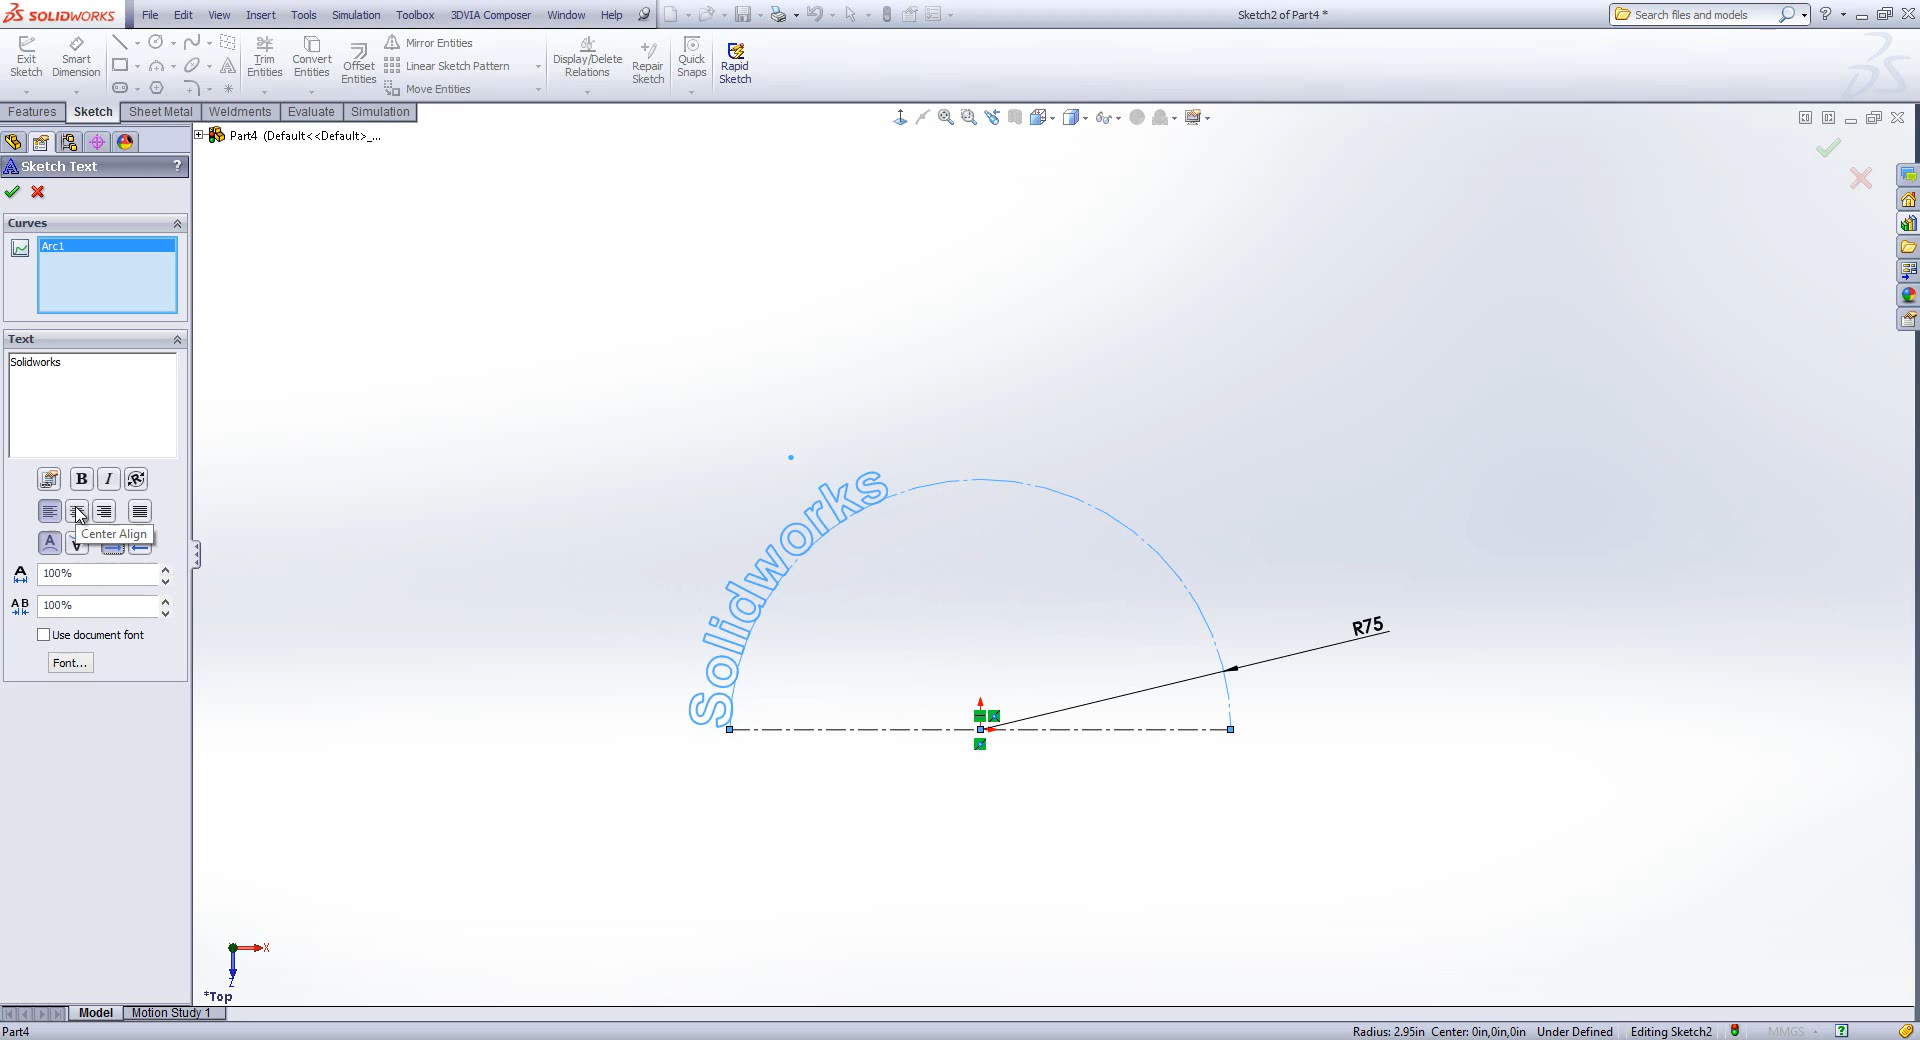 SOLIDWORKS File Edit View Insert Tools Simulation Toolbox 3DVIA Composer Window Help Sketch2 of Part4 * Search files and models ?
Exit Sketch
Smart Dimension
Trim Entities
Convert Entities
Offset Entities
Mirror Entities
Linear Sketch Pattern
Move Entities
Display/Delete Relations
Repair Sketch
Quick Snaps
Rapid Sketch
Features Sketch Sheet Metal Weldments Evaluate Simulation
Part4 (Default<<Default>_...
Sketch Text ?
Curves
Arc1
Text
Solidworks
B I R
Center Align
A A
A 100%
AB 100%
Use document font
Font...
Solidworks
R75
X
Z
*Top
Model Motion Study 1
Part4 Radius: 2.95in Center: 0in,0in,0in Under Defined Editing Sketch2 MMGS ?